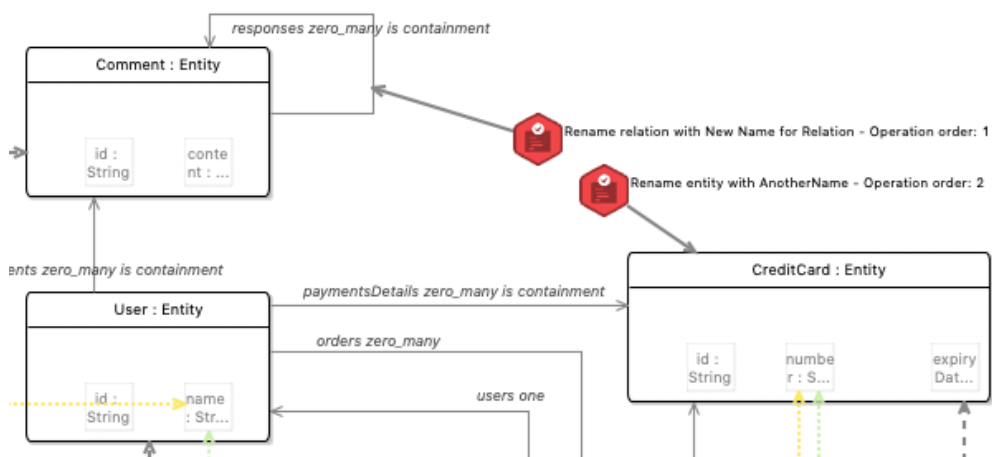 responses zero_many is containment
Comment : Entity
id :
String
conte
nt : ...
Rename relation with New Name for Relation - Operation order: 1
Rename entity with AnotherName - Operation order: 2
ents zero_many is containment
CreditCard : Entity
User : Entity
paymentsDetails zero_many is containment
orders zero_many
users one
id :
String
name
: Str...
id :
String
numbe
r : S...
expiry
Dat...